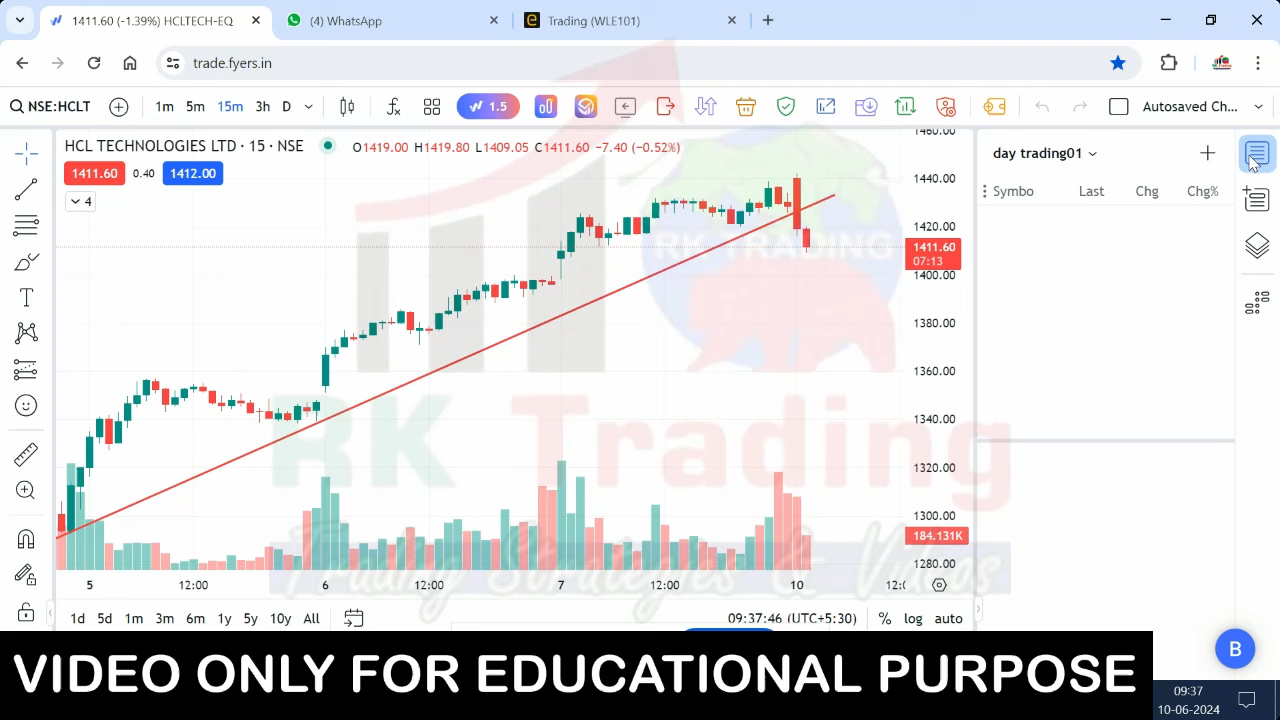 1411.60 (-1.39%) HCLTECH-EQ
(4) WhatsApp
Trading (WLE101)
trade.fyers.in
NSE:HCLT
1m 5m 15m 3h D
1.5
Autosaved Ch...
HCL TECHNOLOGIES LTD · 15 · NSE
O1419.00 H1419.80 L1409.05 C1411.60 −7.40 (−0.52%)
1411.60 0.40 1412.00
4
day trading01
Symbo Last Chg Chg%
1460.00
1440.00
1420.00
1411.60
07:13
1400.00
1380.00
1360.00
1340.00
1320.00
1300.00
184.131K
1280.00
RK TRADING
RK Trading
Trading Strategies & Videos
5 12:00 6 12:00 7 12:00 10 12:0
1d 5d 1m 3m 6m 1y 5y 10y All
09:37:46 (UTC+5:30)
% log auto
B
VIDEO ONLY FOR EDUCATIONAL PURPOSE
09:37
10-06-2024